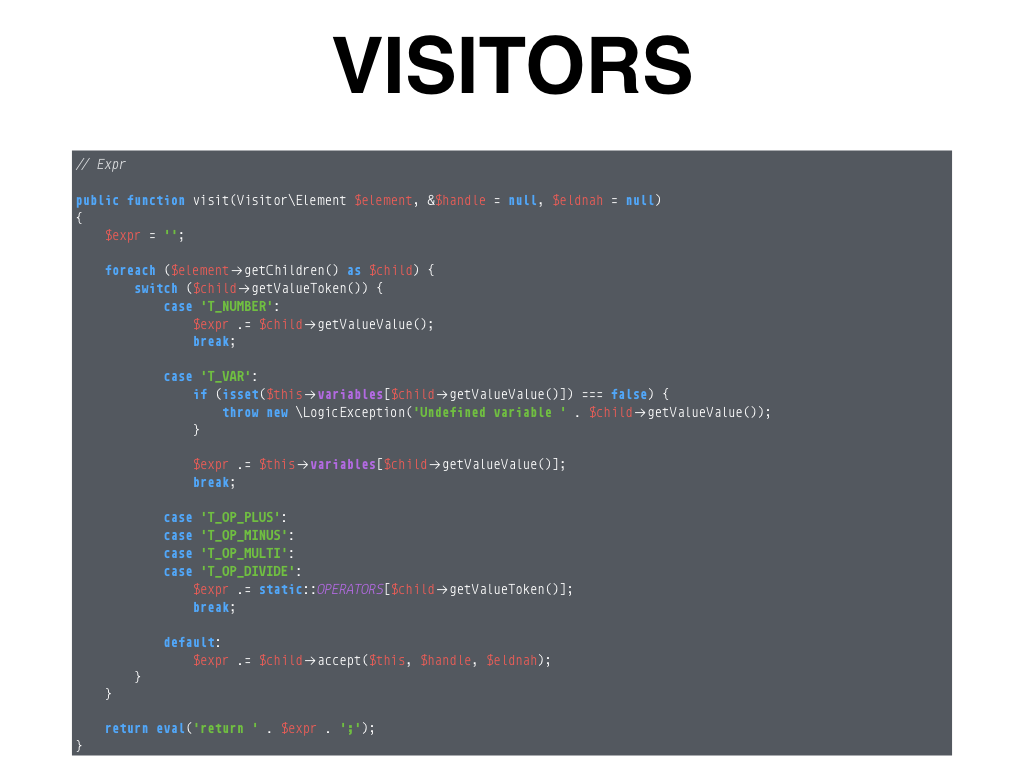 VISITORS
// Expr
public function visit(Visitor\Element $element, &$handle = null, $eldnah = null)
{
    $expr = '';
    foreach ($element→getChildren() as $child) {
        switch ($child→getValueToken()) {
            case 'T_NUMBER':
                $expr .= $child→getValueValue();
                break;
            case 'T_VAR':
                if (isset($this→variables[$child→getValueValue()]) === false) {
                    throw new \LogicException('Undefined variable ' . $child→getValueValue());
                }
                $expr .= $this→variables[$child→getValueValue()];
                break;
            case 'T_OP_PLUS':
            case 'T_OP_MINUS':
            case 'T_OP_MULTI':
            case 'T_OP_DIVIDE':
                $expr .= static::OPERATORS[$child→getValueToken()];
                break;
            default:
                $expr .= $child→accept($this, $handle, $eldnah);
        }
    }
    return eval('return ' . $expr . ';');
}